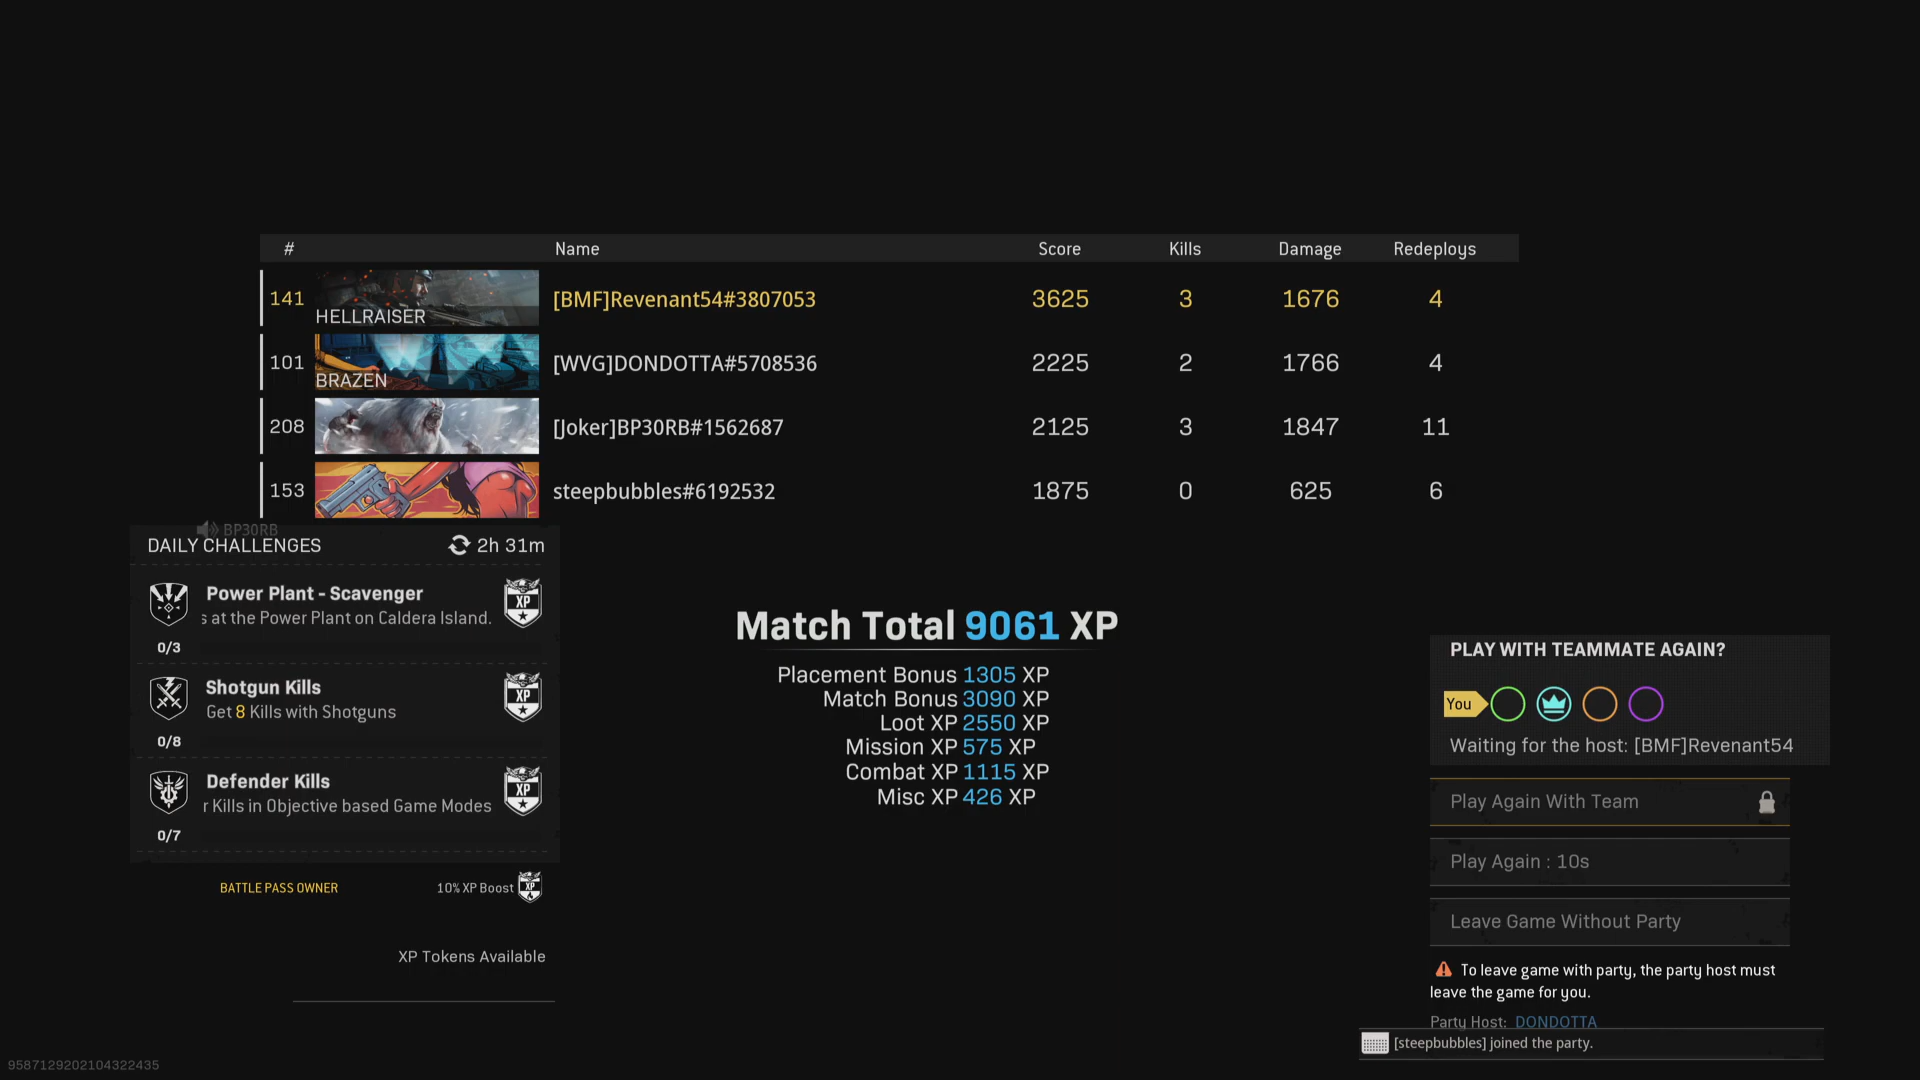 # Name Score Kills Damage Redeploys
141 HELLRAISER [BMF]Revenant54#3807053 3625 3 1676 4
101 BRAZEN [WVG]DONDOTTA#5708536 2225 2 1766 4
208 [Joker]BP30RB#1562687 2125 3 1847 11
153 steepbubbles#6192532 1875 0 625 6
BP30RB
DAILY CHALLENGES 2h 31m
Power Plant - Scavenger
s at the Power Plant on Caldera Island.
XP
0/3
Shotgun Kills
Get 8 Kills with Shotguns
XP
0/8
Defender Kills
r Kills in Objective based Game Modes
XP
0/7
BATTLE PASS OWNER 10% XP Boost XP
XP Tokens Available
Match Total 9061 XP
Placement Bonus 1305 XP
Match Bonus 3090 XP
Loot XP 2550 XP
Mission XP 575 XP
Combat XP 1115 XP
Misc XP 426 XP
PLAY WITH TEAMMATE AGAIN?
You
Waiting for the host: [BMF]Revenant54
Play Again With Team
Play Again : 10s
Leave Game Without Party
To leave game with party, the party host must
leave the game for you.
Party Host: DONDOTTA
[steepbubbles] joined the party.
9587129202104322435